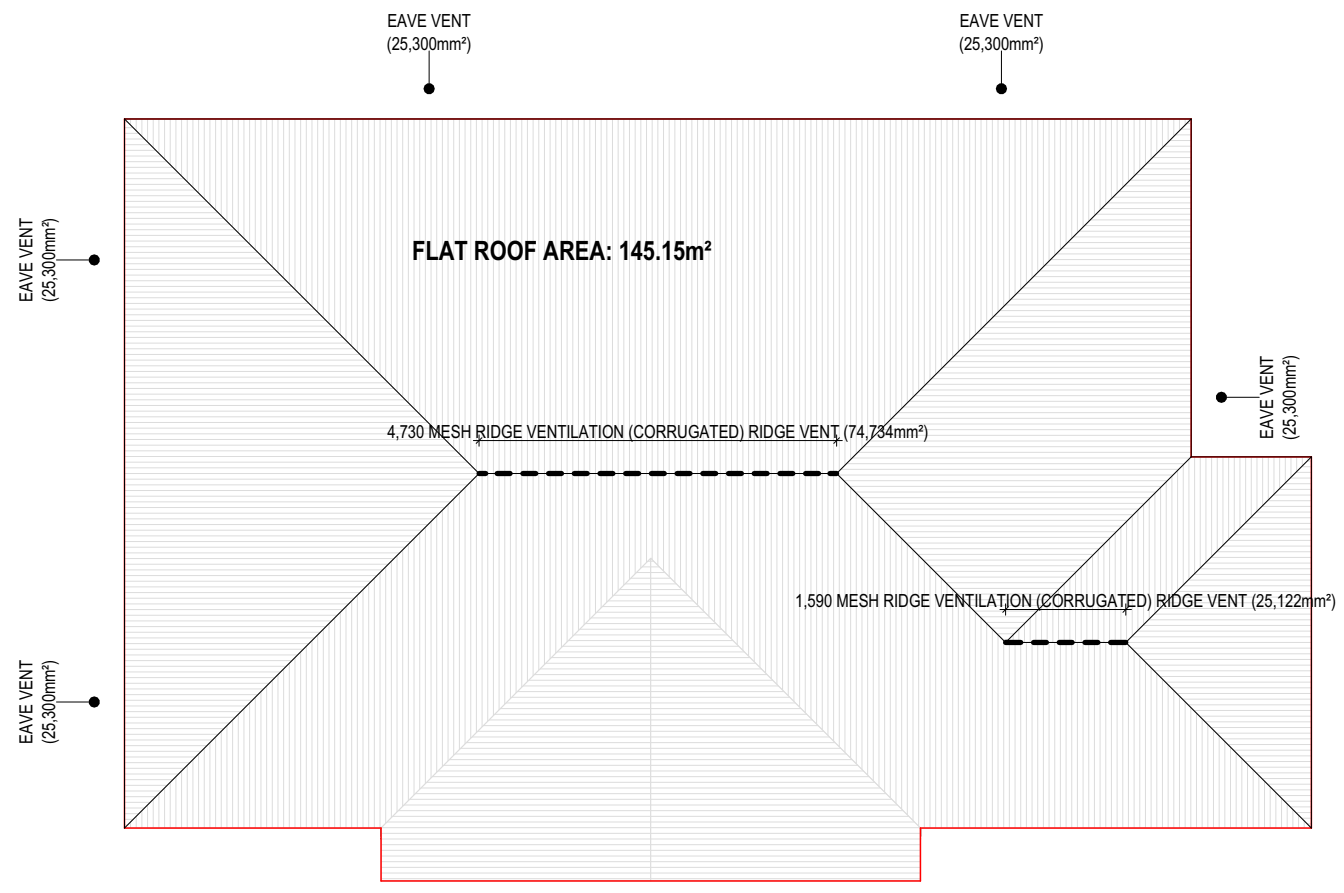 EAVE VENT
(25,300mm²)
EAVE VENT
(25,300mm²)
EAVE VENT
(25,300mm²)
FLAT ROOF AREA: 145.15m²
EAVE VENT
(25,300mm²)
4,730 MESH RIDGE VENTILATION (CORRUGATED) RIDGE VENT (74,734mm²)
1,590 MESH RIDGE VENTILATION (CORRUGATED) RIDGE VENT (25,122mm²)
EAVE VENT
(25,300mm²)